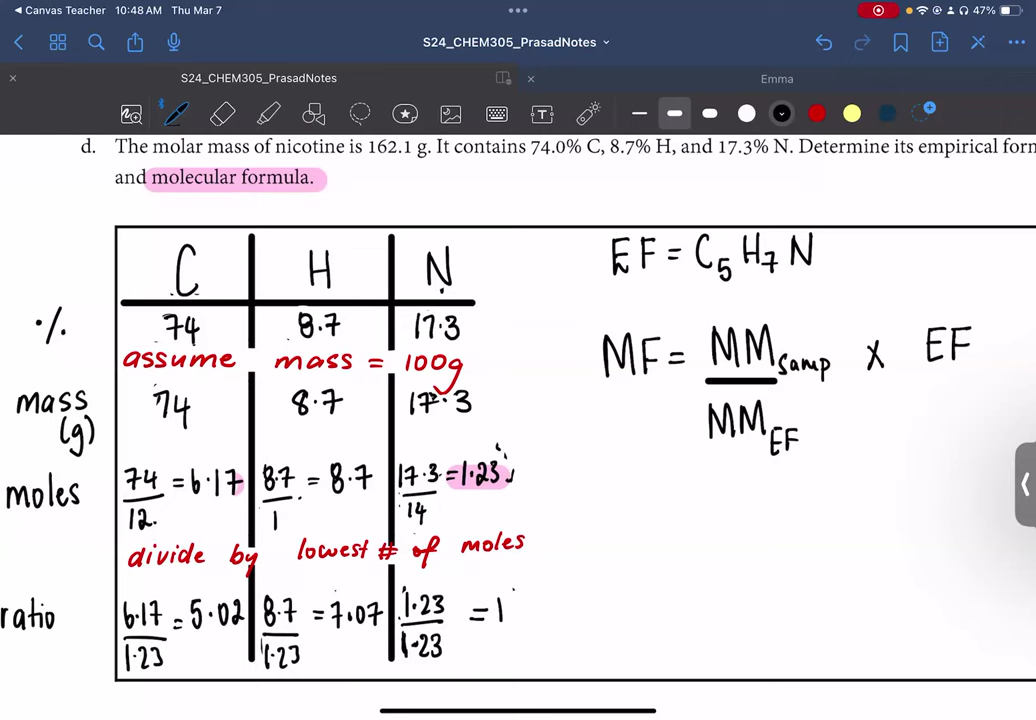 Canvas Teacher 10:48 AM Thu Mar 7 47%
S24_CHEM305_PrasadNotes
S24_CHEM305_PrasadNotes
Emma
d. The molar mass of nicotine is 162.1 g. It contains 74.0% C, 8.7% H, and 17.3% N. Determine its empirical
and molecular formula.
C H N
% 74 8.7 17.3
assume mass = 100g
mass (g) 74 8.7 17.3
moles 74/12 = 6.17 8.7/1 = 8.7 17.3/14 = 1.23
divide by lowest # of moles
ratio 6.17/1.23 = 5.02 8.7/1.23 = 7.07 1.23/1.23 = 1
EF = C5H7N
MF = MMsamp/MMEF x EF